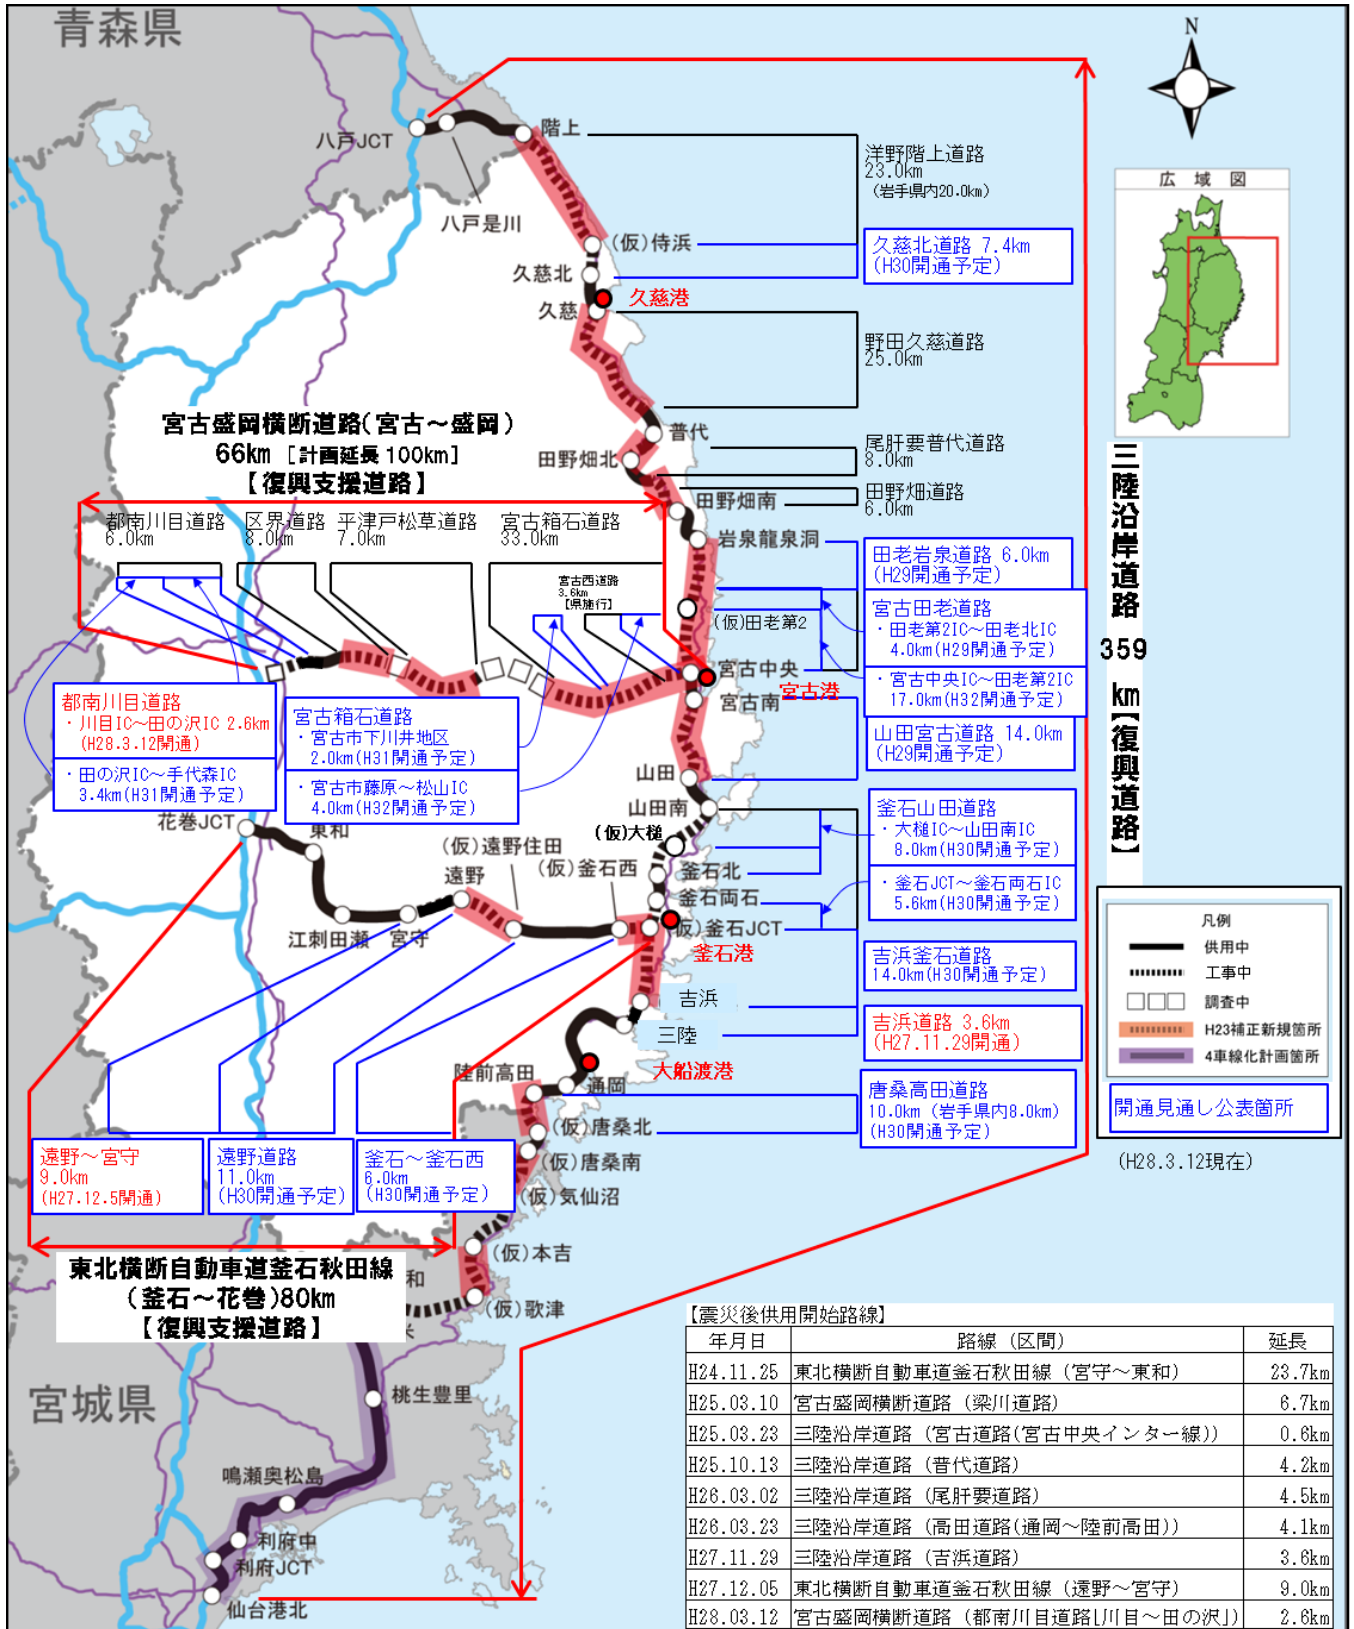 青森県
N
八戸JCT
階上
八戸是川
洋野階上道路
23.0km
(岩手県内20.0km)
広域図
(仮)侍浜
久慈北道路 7.4km
(H30開通予定)
久慈北
久慈港
久慈
野田久慈道路
25.0km
宮古盛岡横断道路(宮古～盛岡)
66km [計画延長 100km]
【復興支援道路】
普代
田野畑北
尾肝要普代道路
8.0km
田野畑南
田野畑道路
6.0km
三陸沿岸道路 359 km【復興道路】
都南川目道路
6.0km
区界道路
8.0km
平津戸松草道路
7.0km
宮古箱石道路
33.0km
岩泉龍泉洞
田老岩泉道路 6.0km
(H29開通予定)
宮古西道路
3.6km
【県施行】
(仮)田老第2
宮古田老道路
・田老第2IC～田老北IC
4.0km(H29開通予定)
・宮古中央IC～田老第2IC
17.0km(H32開通予定)
宮古中央
宮古港
宮古南
都南川目道路
・川目IC～田の沢IC 2.6km
(H28.3.12開通)
・田の沢IC～手代森IC
3.4km(H31開通予定)
宮古箱石道路
・宮古市下川井地区
2.0km(H31開通予定)
・宮古市藤原～松山IC
4.0km(H32開通予定)
山田宮古道路 14.0km
(H29開通予定)
山田
山田南
花巻JCT
東和
(仮)大槌
釜石山田道路
・大槌IC～山田南IC
8.0km(H30開通予定)
・釜石JCT～釜石両石IC
5.6km(H30開通予定)
(仮)遠野住田
(仮)釜石西
釜石北
遠野
釜石両石
江刺田瀬
宮守
仮)釜石JCT
釜石港
吉浜釜石道路
14.0km(H30開通予定)
吉浜
三陸
吉浜道路 3.6km
(H27.11.29開通)
凡例
供用中
工事中
調査中
H23補正新規箇所
4車線化計画箇所
開通見通し公表箇所
(H28.3.12現在)
大船渡港
陸前高田
通岡
唐桑高田道路
10.0km (岩手県内8.0km)
(H30開通予定)
(仮)唐桑北
(仮)唐桑南
(仮)気仙沼
遠野～宮守
9.0km
(H27.12.5開通)
遠野道路
11.0km
(H30開通予定)
釜石～釜石西
6.0km
(H30開通予定)
東北横断自動車道釜石秋田線
(釜石～花巻)80km
【復興支援道路】
和
(仮)本吉
(仮)歌津
宮城県
桃生豊里
鳴瀬奥松島
利府中
利府JCT
仙台港北
【震災後供用開始路線】
年月日 路線（区間） 延長
H24.11.25 東北横断自動車道釜石秋田線（宮守～東和） 23.7km
H25.03.10 宮古盛岡横断道路（梁川道路） 6.7km
H25.03.23 三陸沿岸道路（宮古道路(宮古中央インター線)） 0.6km
H25.10.13 三陸沿岸道路（普代道路） 4.2km
H26.03.02 三陸沿岸道路（尾肝要道路） 4.5km
H26.03.23 三陸沿岸道路（高田道路(通岡～陸前高田)） 4.1km
H27.11.29 三陸沿岸道路（吉浜道路） 3.6km
H27.12.05 東北横断自動車道釜石秋田線（遠野～宮守） 9.0km
H28.03.12 宮古盛岡横断道路（都南川目道路[川目～田の沢]） 2.6km